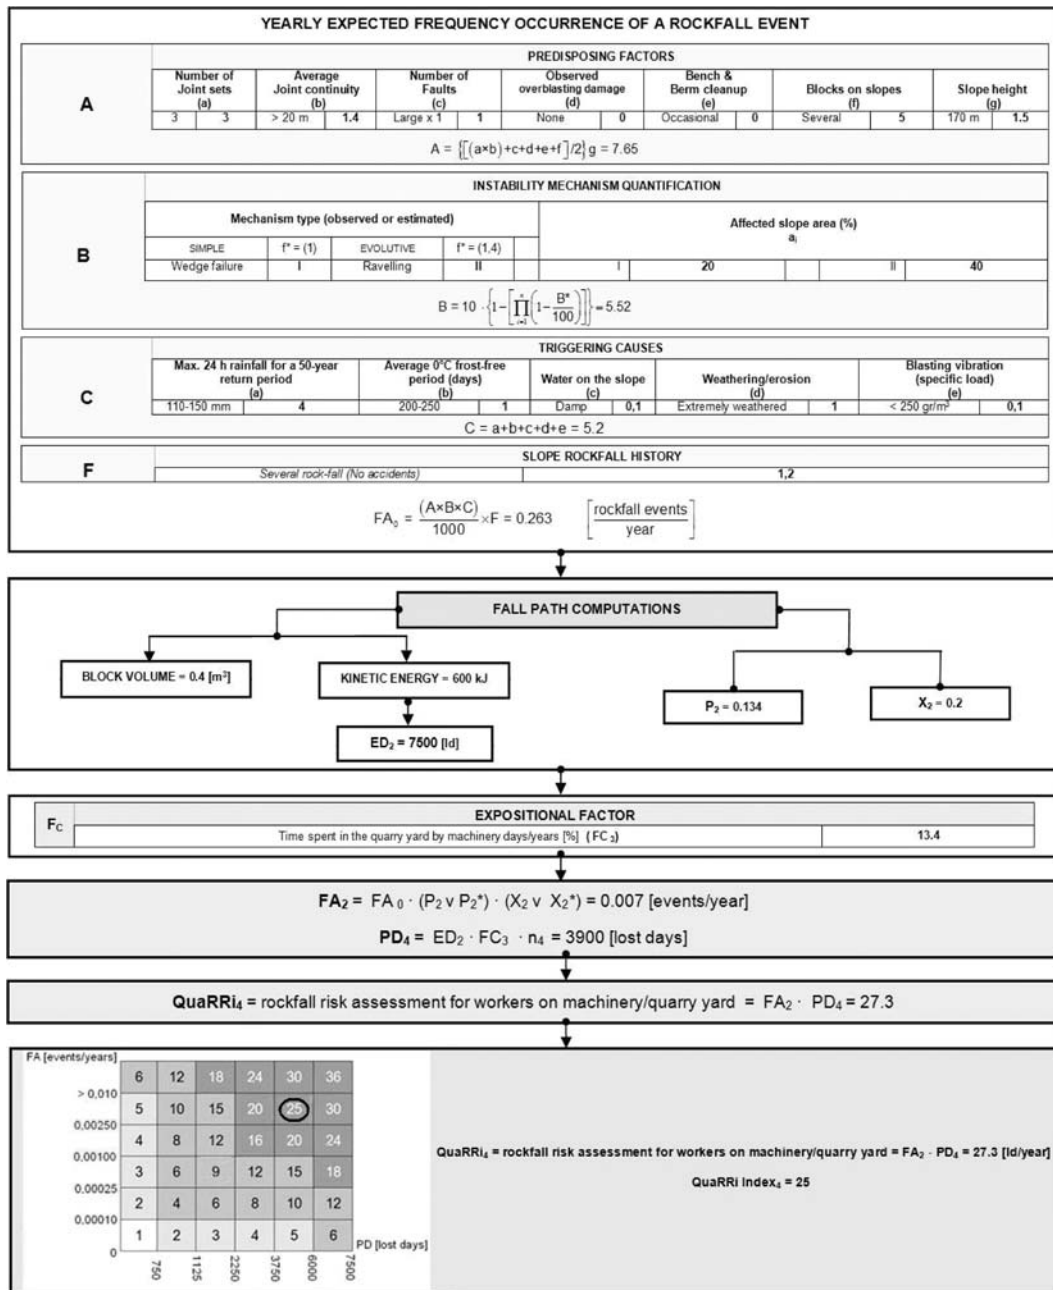 YEARLY EXPECTED FREQUENCY OCCURRENCE OF A ROCKFALL EVENT
PREDISPOSING FACTORS
A
Number of Joint sets (a)
Average Joint continuity (b)
Number of Faults (c)
Observed overblasting damage (d)
Bench & Berm cleanup (e)
Blocks on slopes (f)
Slope height (g)
3 3 > 20 m 1.4 Large x 1 1 None 0 Occasional 0 Several 5 170 m 1.5
A = {[(a×b)+c+d+e+f]/2} g = 7.65
INSTABILITY MECHANISM QUANTIFICATION
B
Mechanism type (observed or estimated)
Affected slope area (%)
aᵢ
SIMPLE f* = (1) EVOLUTIVE f* = (1,4)
Wedge failure I Ravelling II I 20 II 40
B = 10 · {1−[∏ⁿᵢ₌₁(1−B*/100)]} = 5.52
TRIGGERING CAUSES
C
Max. 24 h rainfall for a 50-year return period (a)
Average 0°C frost-free period (days) (b)
Water on the slope (c)
Weathering/erosion (d)
Blasting vibration (specific load) (e)
110-150 mm 4 200-250 1 Damp 0,1 Extremely weathered 1 < 250 gr/m³ 0,1
C = a+b+c+d+e = 5.2
F
SLOPE ROCKFALL HISTORY
Several rock-fall (No accidents) 1,2
FA₀ = (A×B×C)/1000 ×F = 0.263 [rockfall events/year]
FALL PATH COMPUTATIONS
BLOCK VOLUME = 0.4 [m³]
KINETIC ENERGY = 600 kJ
P₂ = 0.134
X₂ = 0.2
ED₂ = 7500 [ld]
F_C
EXPOSITIONAL FACTOR
Time spent in the quarry yard by machinery days/years [%] (FC₃) 13.4
FA₂ = FA₀ · (P₂ v P₂*) · (X₂ v X₂*) = 0.007 [events/year]
PD₄ = ED₂ · FC₃ · n₄ = 3900 [lost days]
QuaRRi₄ = rockfall risk assessment for workers on machinery/quarry yard = FA₂ · PD₄ = 27.3
FA [events/years]
6 12 18 24 30 36
> 0,010
5 10 15 20 25 30
0,00250
4 8 12 16 20 24
0,00100
3 6 9 12 15 18
0,00025
2 4 6 8 10 12
0,00010
1 2 3 4 5 6
0
PD [lost days]
750 1125 2250 3750 6000 7500
QuaRRi₄ = rockfall risk assessment for workers on machinery/quarry yard = FA₂ · PD₄ = 27.3 [ld/year]
QuaRRi Index₄ = 25